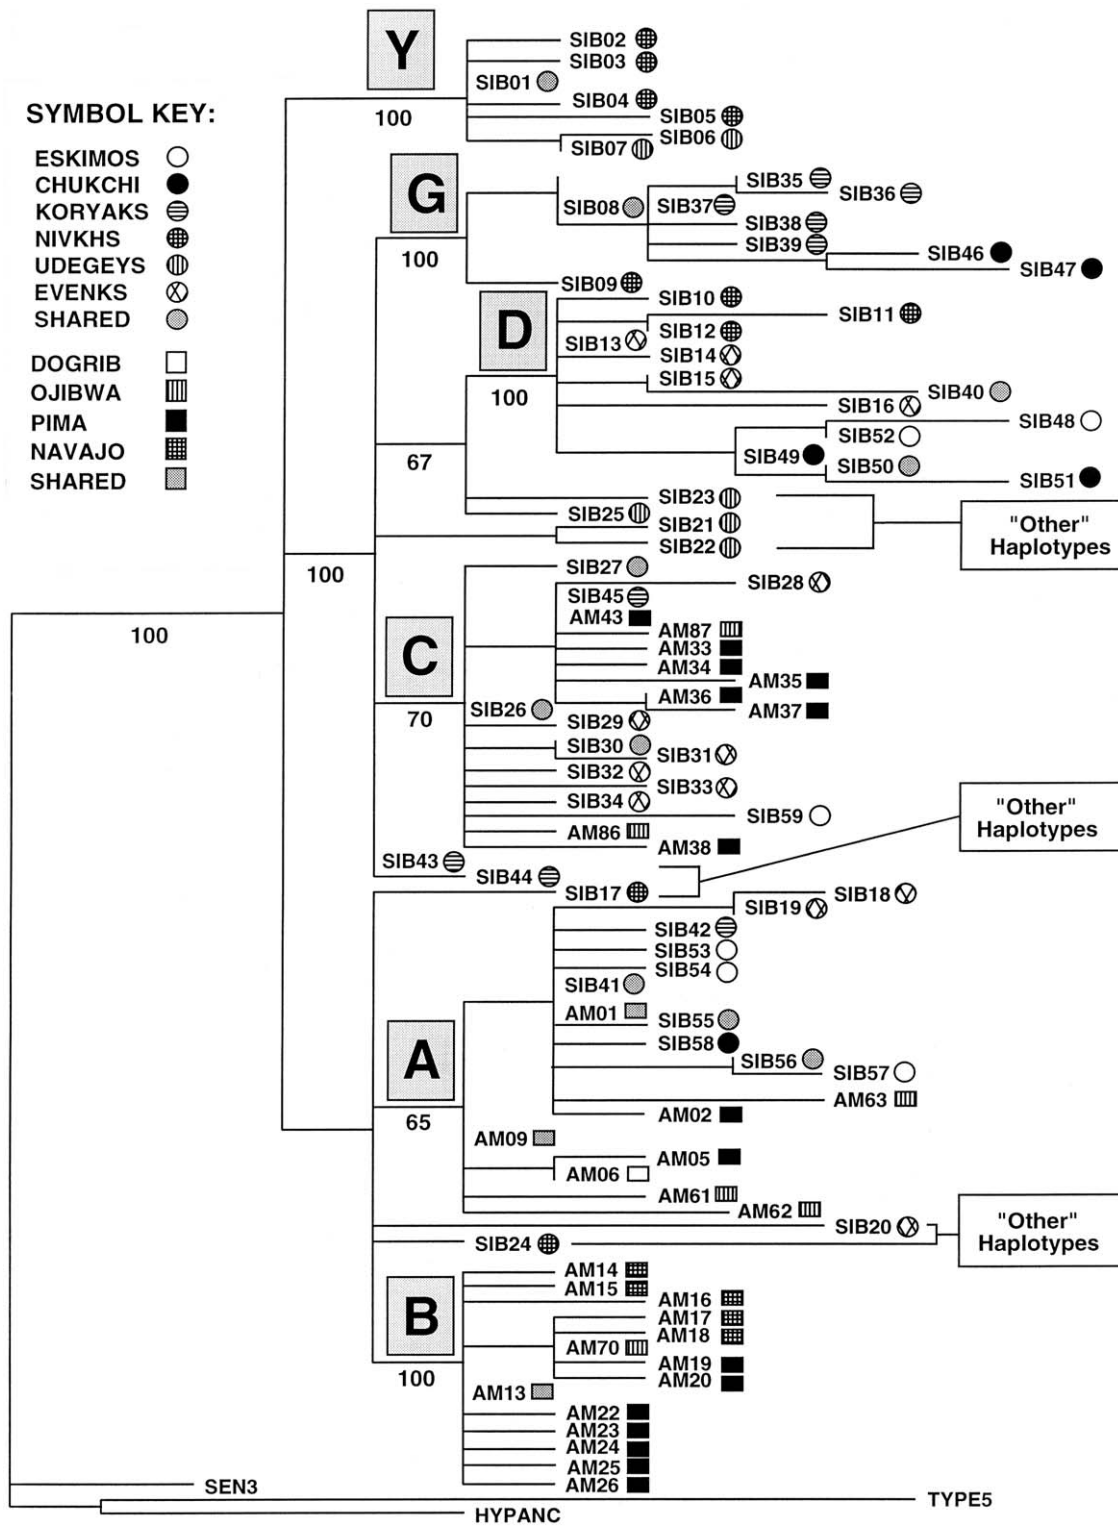 Y
SIB02
SIB03
SIB01
SIB04
100
SIB05
SIB06
SIB07
SYMBOL KEY:
ESKIMOS
CHUKCHI
KORYAKS
NIVKHS
UDEGEYS
EVENKS
SHARED
DOGRIB
OJIBWA
PIMA
NAVAJO
SHARED
G
SIB35
SIB36
SIB08
SIB37
SIB38
SIB39
100
SIB46
SIB47
SIB09
D
SIB10
SIB11
SIB12
SIB13
SIB14
SIB15
100
SIB40
SIB16
SIB48
SIB52
67
SIB49
SIB50
SIB51
SIB23
SIB25
SIB21
SIB22
"Other"
Haplotypes
100
100
C
SIB27
SIB28
SIB45
AM43
AM87
AM33
AM34
AM35
AM36
AM37
70
SIB26
SIB29
SIB30
SIB31
SIB32
SIB33
SIB34
SIB59
AM86
AM38
"Other"
Haplotypes
SIB43
SIB44
SIB17
SIB18
SIB19
SIB42
SIB53
SIB54
SIB41
AM01
A
SIB55
SIB58
SIB56
SIB57
AM63
65
AM02
AM09
AM05
AM06
AM61
AM62
SIB20
SIB24
"Other"
Haplotypes
B
AM14
AM15
AM16
AM17
AM18
AM70
AM19
100
AM20
AM13
AM22
AM23
AM24
AM25
AM26
SEN3
TYPE5
HYPANC